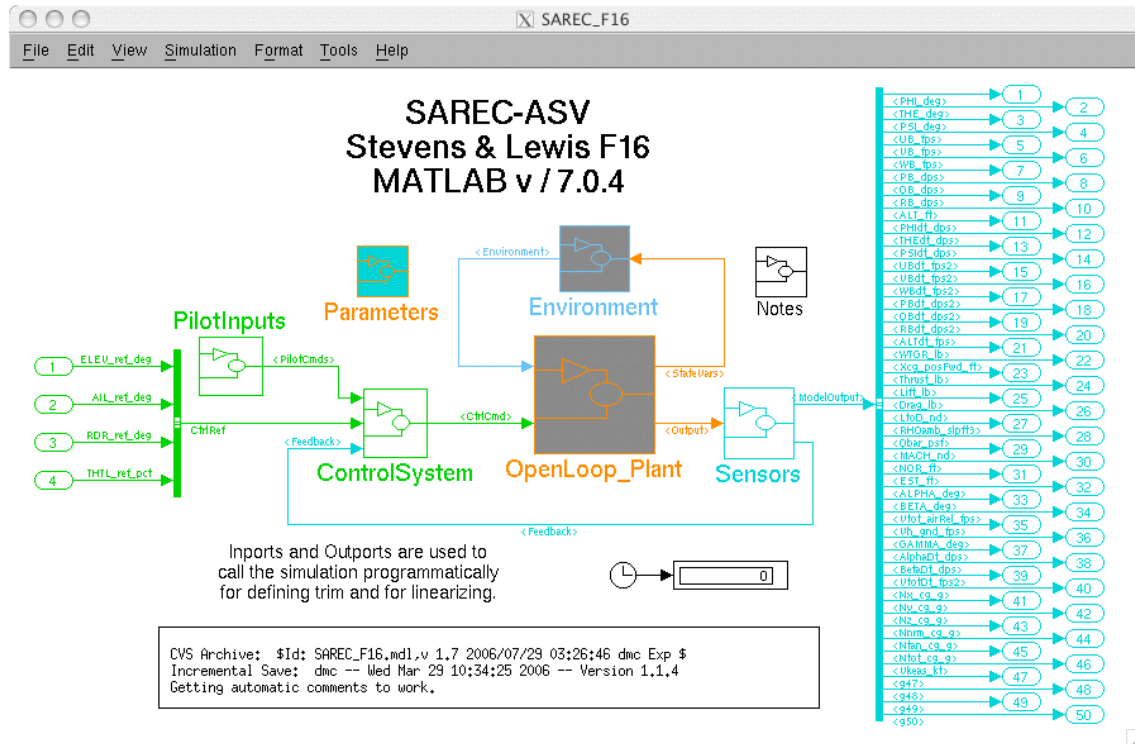 SAREC_F16
File Edit View Simulation Format Tools Help
SAREC-ASV
Stevens & Lewis F16
MATLAB v / 7.0.4
Parameters
<Environment>
Environment
Notes
PilotInputs
<PilotCmds>
1
ELEV_ref_deg
2
AIL_ref_deg
3
RDR_ref_deg
4
THTL_ref_pct
CtrlRef
<Feedback>
ControlSystem
<CtrlCmd>
OpenLoop_Plant
<StateVars>
<Output>
Sensors
<ModelOutput>
<Feedback>
Inports and Outports are used to
call the simulation programmatically
for defining trim and for linearizing.
0
CVS Archive: $Id: SAREC_F16.mdl,v 1.7 2006/07/29 03:26:46 dmc Exp $
Incremental Save: dmc -- Wed Mar 29 10:34:25 2006 -- Version 1.1.4
Getting automatic comments to work.
<PHI_deg> 1
<THE_deg> 2
<PSI_deg> 3
<UB_fps> 4
<VB_fps> 5
<WB_fps> 6
<PB_dps> 7
<QB_dps> 8
<RB_dps> 9
<ALT_ft> 10
<PHIdt_dps> 11
<THEdt_dps> 12
<PSIdt_dps> 13
<UBdt_fps2> 14
<VBdt_fps2> 15
<WBdt_fps2> 16
<PBdt_dps2> 17
<QBdt_dps2> 18
<RBdt_dps2> 19
<ALTdt_fps> 20
<WTGR_lb> 21
<Xcg_posFwd_ft> 22
<Thrust_lb> 23
<Lift_lb> 24
<Drag_lb> 25
<LtoD_nd> 26
<RHOamb_slpft3> 27
<Qbar_psf> 28
<MACH_nd> 29
<NOR_ft> 30
<EST_ft> 31
<ALPHA_deg> 32
<BETA_deg> 33
<Vtot_airRel_fps> 34
<Vh_gnd_fps> 35
<GAMMA_deg> 36
<AlphaDt_dps> 37
<BetaDt_dps> 38
<VtotDt_fps2> 39
<Nx_cg_g> 40
<Ny_cg_g> 41
<Nz_cg_g> 42
<Nnrm_cg_g> 43
<Nfan_cg_g> 44
<Ntot_cg_g> 45
<Vkeas_kt> 46
<g47> 47
<g48> 48
<g49> 49
<g50> 50